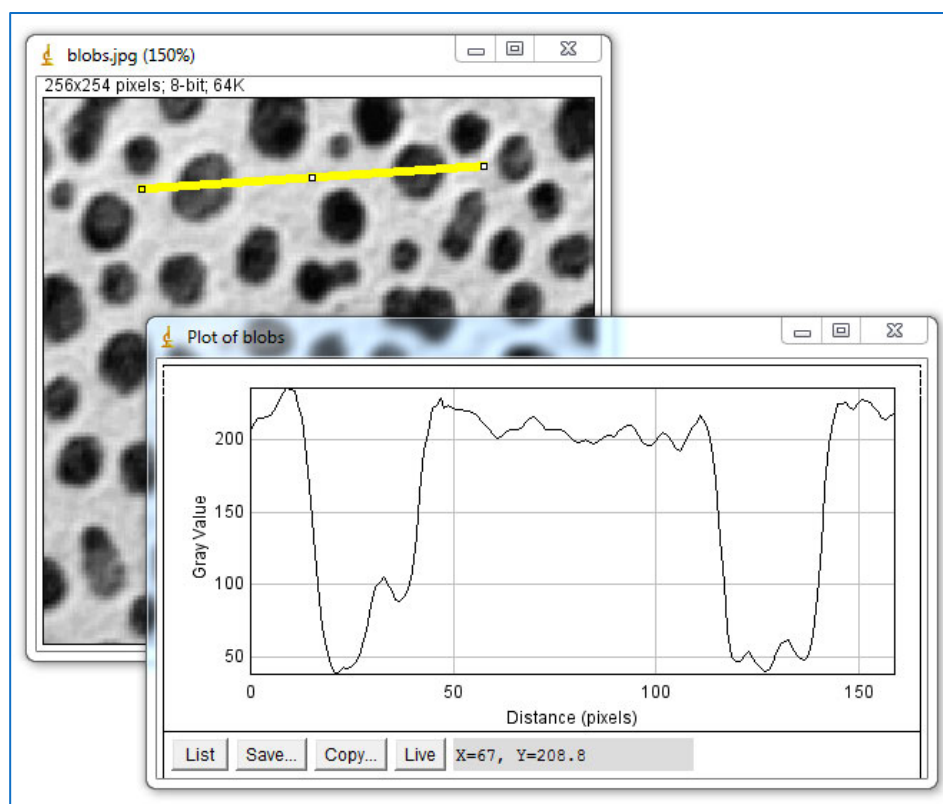 blobs.jpg (150%)
256x254 pixels; 8-bit; 64K
Plot of blobs
200
150
100
50
Gray Value
0 50 100 150
Distance (pixels)
List Save... Copy... Live X=67, Y=208.8